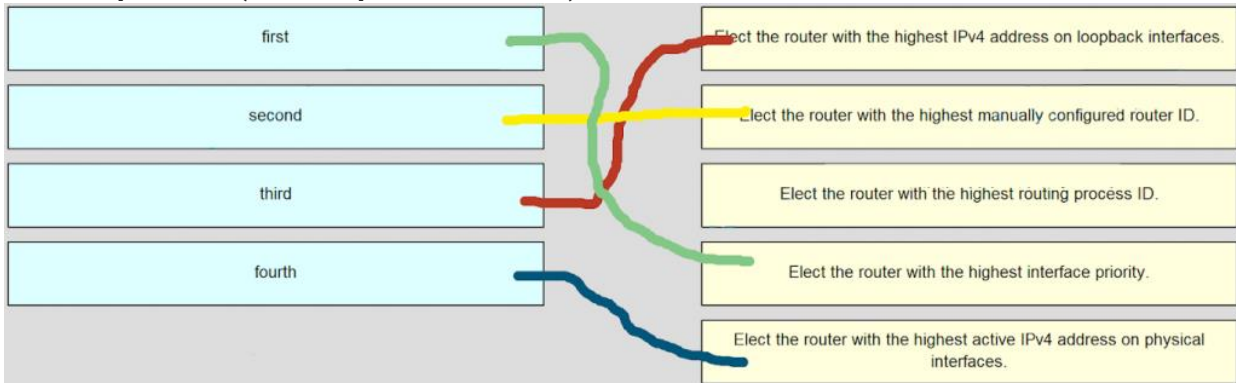 first
Elect the router with the highest IPv4 address on loopback interfaces.
second
Elect the router with the highest manually configured router ID.
third
Elect the router with the highest routing process ID.
fourth
Elect the router with the highest interface priority.
Elect the router with the highest active IPv4 address on physical
interfaces.